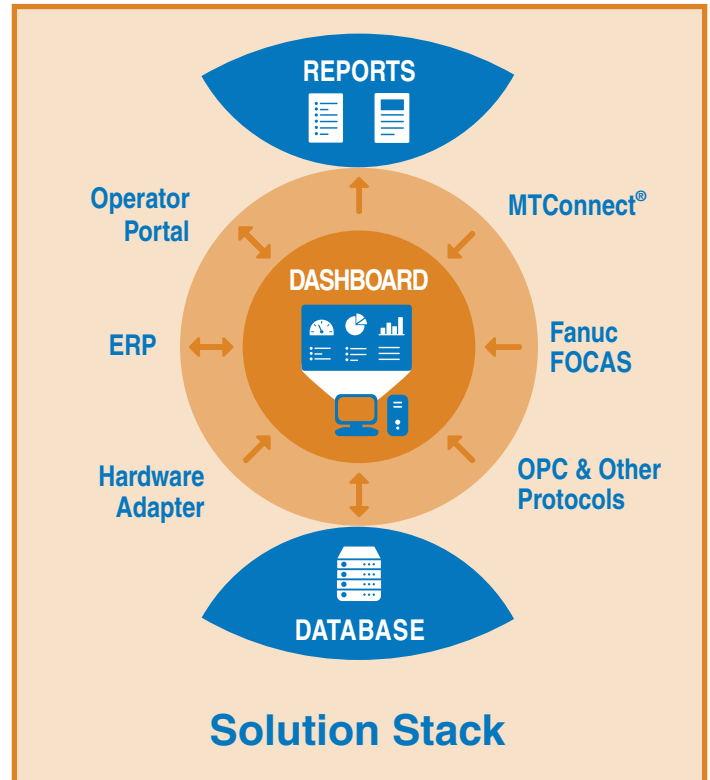 REPORTS
Operator
Portal
MTConnect®
DASHBOARD
ERP
Fanuc
FOCAS
Hardware
Adapter
OPC & Other
Protocols
DATABASE
Solution Stack